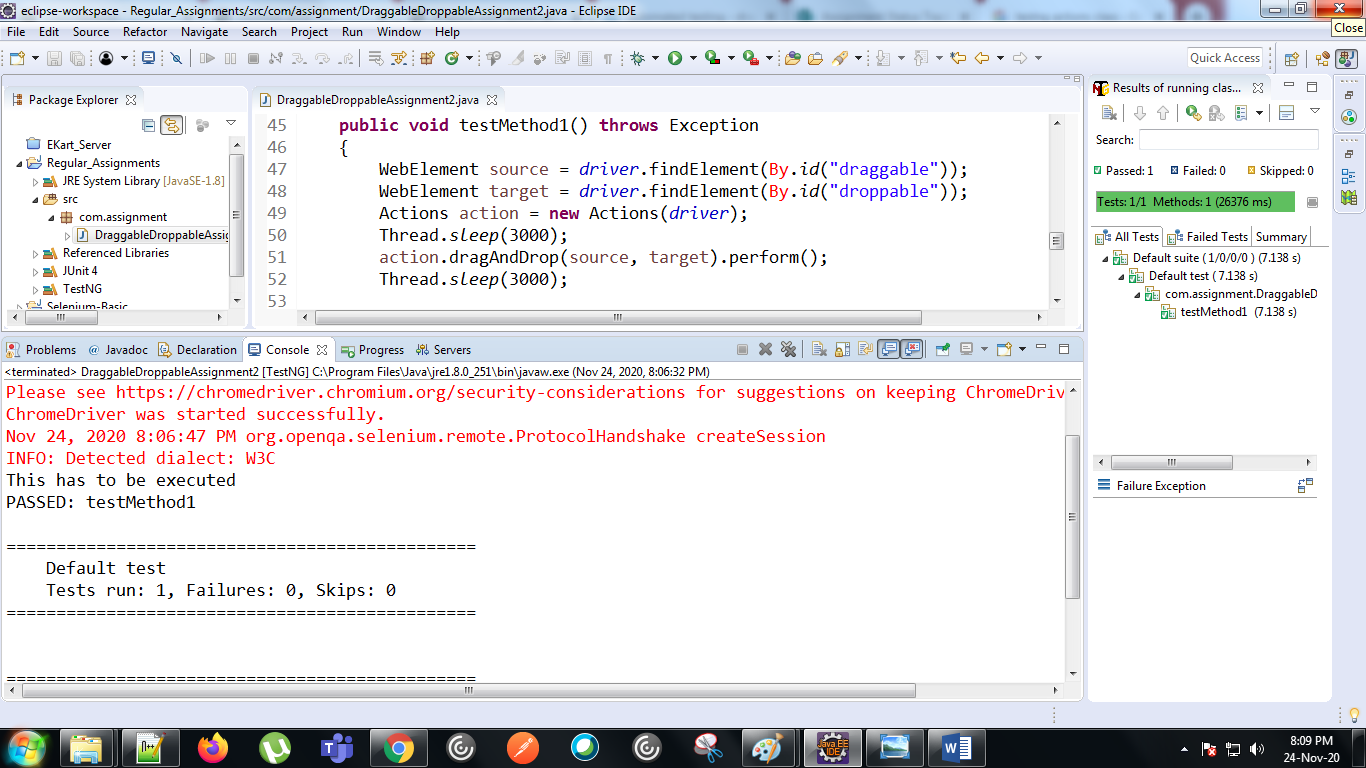 eclipse-workspace - Regular_Assignments/src/com/assignment/DraggableDroppableAssignment2.java - Eclipse IDE
Close
File Edit Source Refactor Navigate Search Project Run Window Help
Quick Access
Package Explorer
EKart_Server
Regular_Assignments
JRE System Library [JavaSE-1.8]
src
com.assignment
DraggableDroppableAssig
Referenced Libraries
JUnit 4
TestNG
Selenium-Basic
DraggableDroppableAssignment2.java
45 public void testMethod1() throws Exception
46 {
47 WebElement source = driver.findElement(By.id("draggable"));
48 WebElement target = driver.findElement(By.id("droppable"));
49 Actions action = new Actions(driver);
50 Thread.sleep(3000);
51 action.dragAndDrop(source, target).perform();
52 Thread.sleep(3000);
53
Results of running clas...
Search:
Passed: 1 Failed: 0 Skipped: 0
Tests: 1/1 Methods: 1 (26376 ms)
All Tests Failed Tests Summary
Default suite ( 1/0/0/0 ) (7.138 s)
Default test ( 7.138 s)
com.assignment.DraggableD
testMethod1 (7.138 s)
Failure Exception
Problems @ Javadoc Declaration Console Progress Servers
<terminated> DraggableDroppableAssignment2 [TestNG] C:\Program Files\Java\jre1.8.0_251\bin\javaw.exe (Nov 24, 2020, 8:06:32 PM)
Please see https://chromedriver.chromium.org/security-considerations for suggestions on keeping ChromeDriv
ChromeDriver was started successfully.
Nov 24, 2020 8:06:47 PM org.openqa.selenium.remote.ProtocolHandshake createSession
INFO: Detected dialect: W3C
This has to be executed
PASSED: testMethod1
===============================================
Default test
Tests run: 1, Failures: 0, Skips: 0
===============================================
===============================================
Java EE
IDE
8:09 PM
24-Nov-20